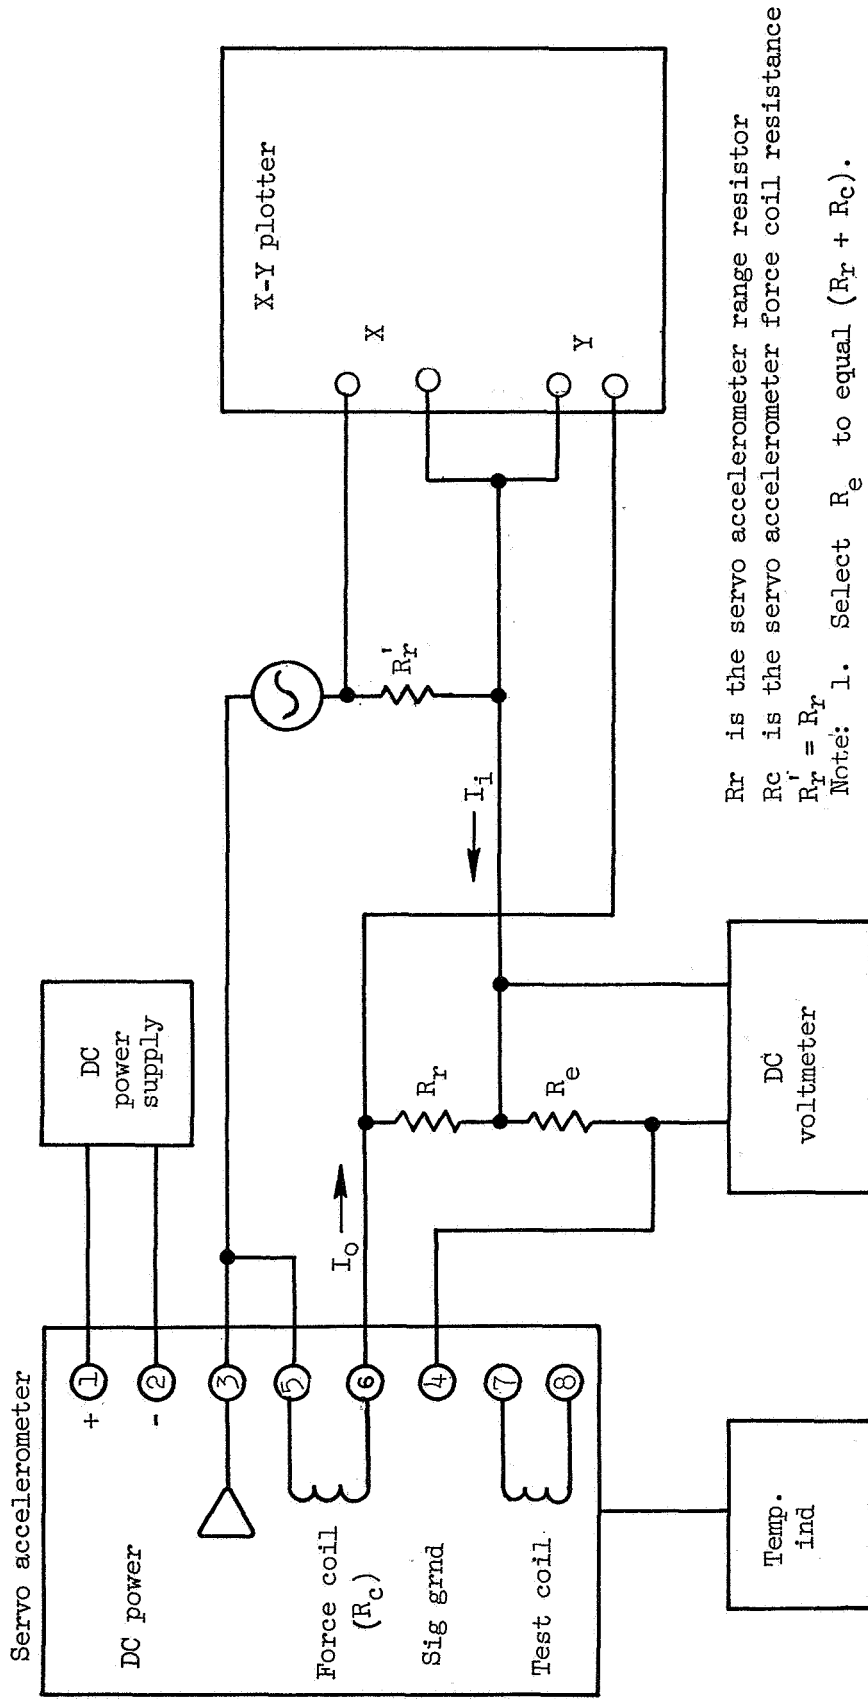 Servo accelerometer
DC power
+ 1
- 2
3
Force coil
(Rc)
5
6
Sig grnd
4
Test coil
7
8
Temp.
ind
DC
power
supply
Io
Rr
Re
DC
voltmeter
Ii
Rr'
X-Y plotter
X
Y
Rr is the servo accelerometer range resistor
Rc is the servo accelerometer force coil resistance
Rr' = Rr
Note: 1. Select Re to equal (Rr + Rc).